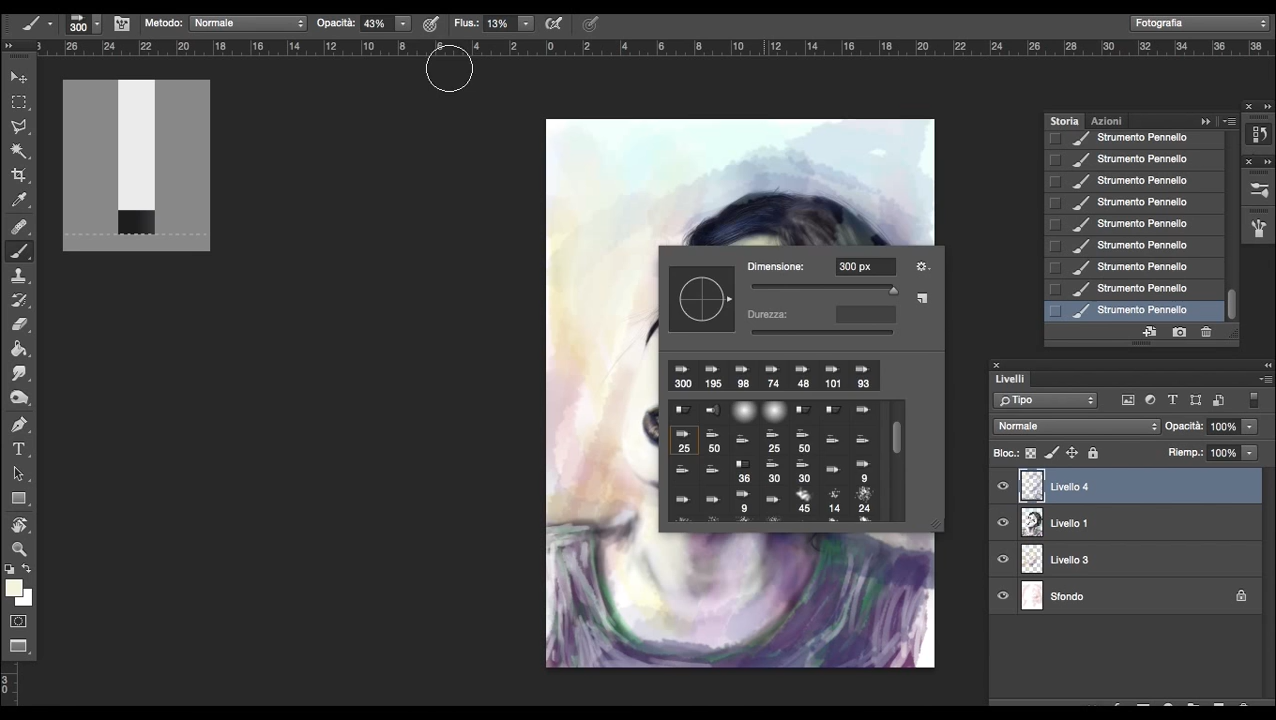 300 Metodo: Normale Opacità: 43% Flus.: 13% Fotografia
26 24 22 20 18 16 14 12 10 8 6 4 2 0 2 4 6 8 10 12 14 16 18 20 22 24 26 28 30 32 34 36 38
Storia Azioni
Strumento Pennello
Strumento Pennello
Strumento Pennello
Strumento Pennello
Strumento Pennello
Strumento Pennello
Strumento Pennello
Strumento Pennello
Strumento Pennello
Dimensione: 300 px
Durezza:
300 195 98 74 48 101 93
25 50 25 50
36 30 30 9
9 45 14 24
Livelli
Tipo
Normale Opacità: 100%
Bloc.: Riemp.: 100%
Livello 4
Livello 1
Livello 3
Sfondo
3
0